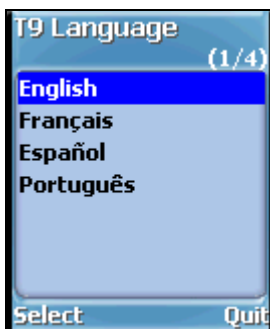 T9 Language
(1/4)
English
Français
Español
Português
Select Quit